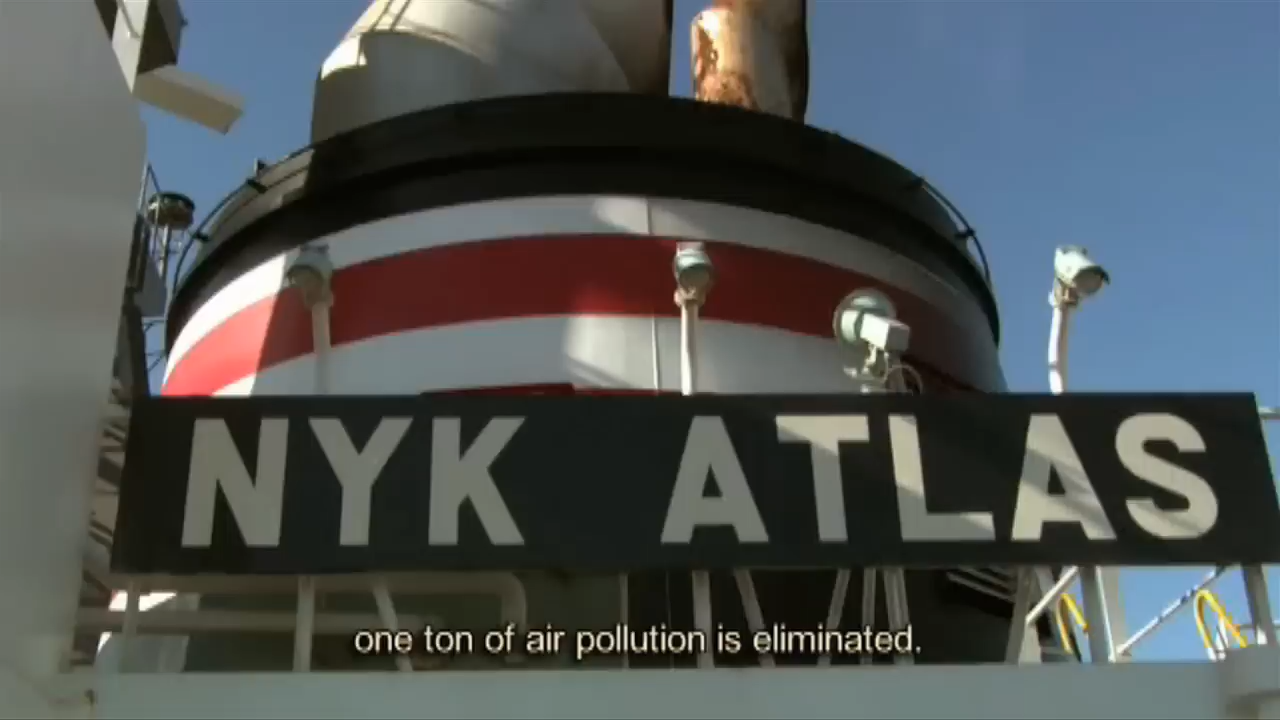 NYK ATLAS
one ton of air pollution is eliminated.